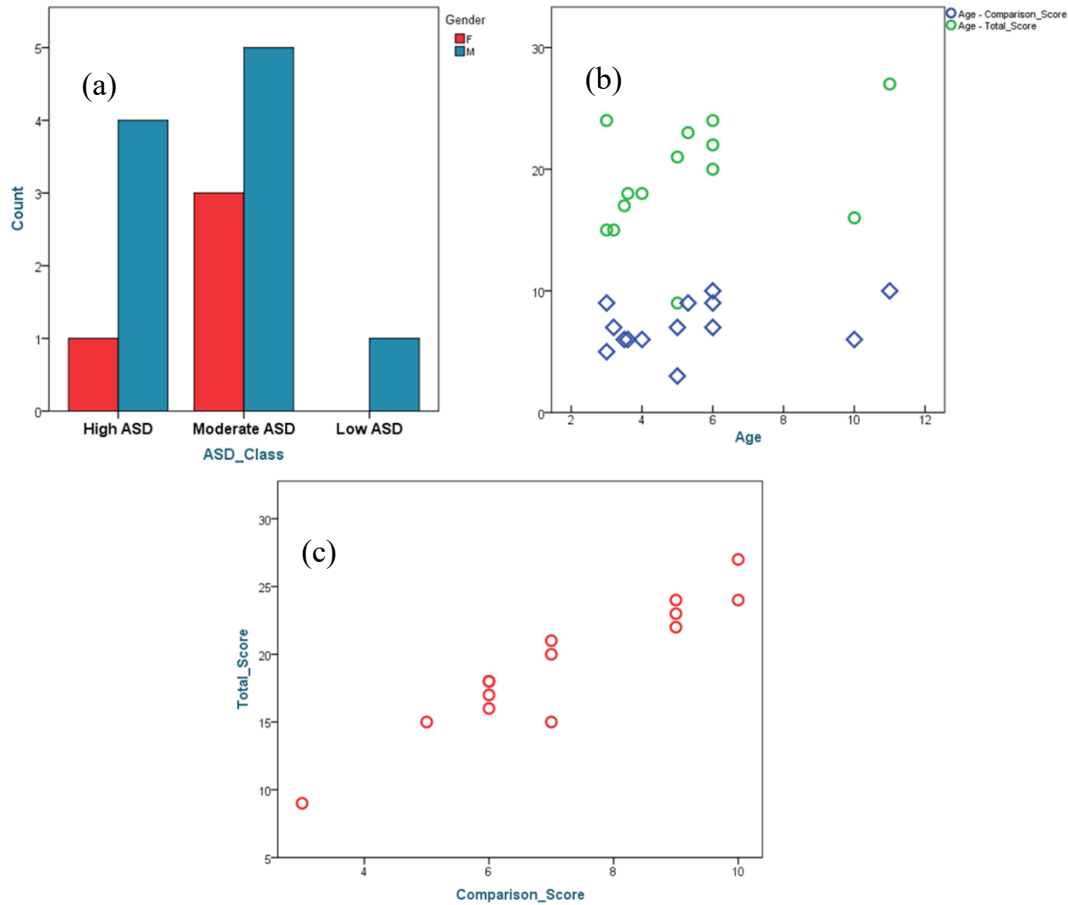 Gender
F
M
(a)
5
4
3
2
1
0
Count
High ASD Moderate ASD Low ASD
ASD_Class
Age - Comparison_Score
Age - Total_Score
(b)
30
20
10
0
2 4 6 8 10 12
Age
(c)
30
25
20
15
10
5
Total_Score
4 6 8 10
Comparison_Score